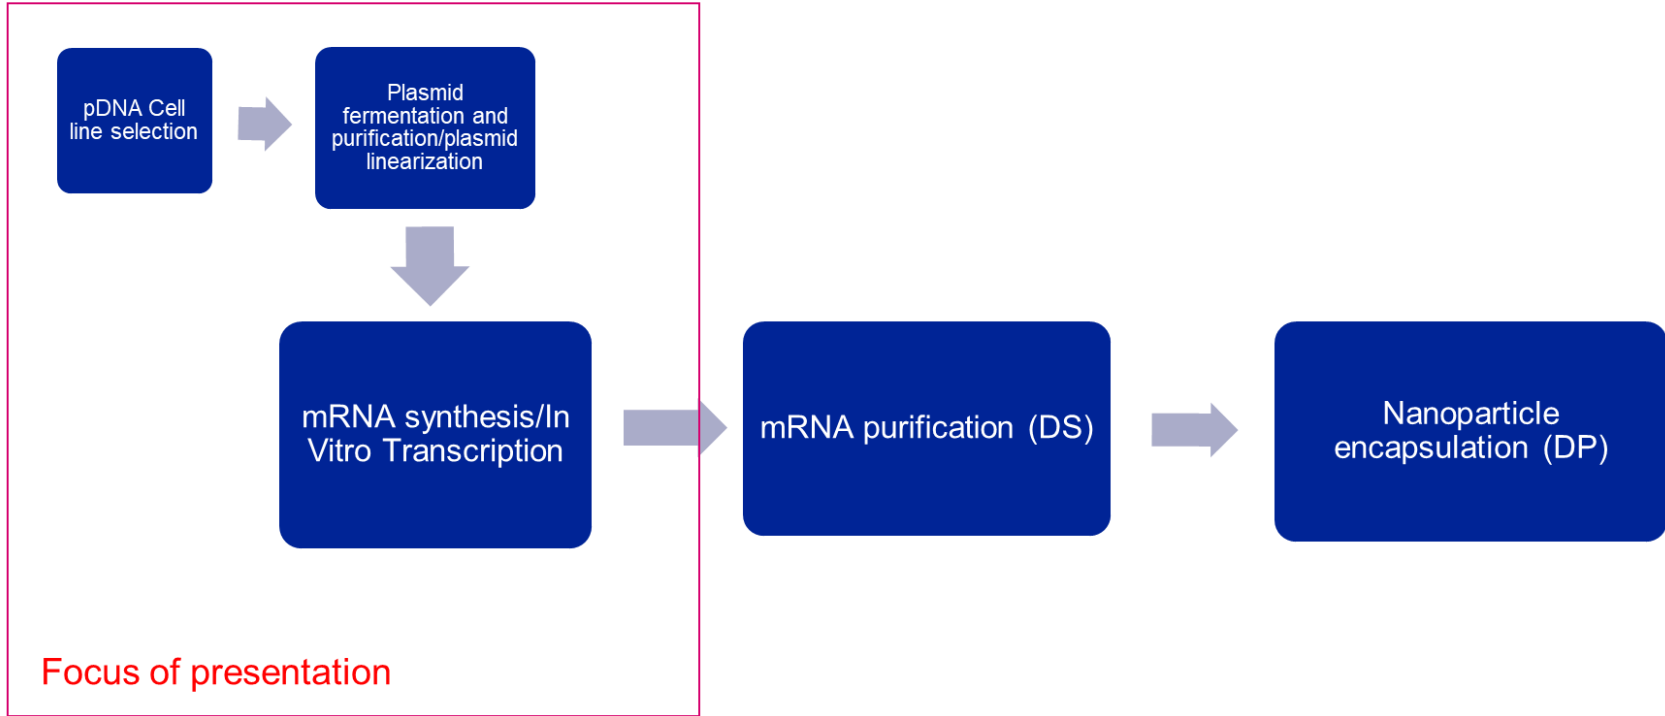 pDNA Cell
line selection
Plasmid
fermentation and
purification/plasmid
linearization
mRNA synthesis/In
Vitro Transcription
mRNA purification (DS)
Nanoparticle
encapsulation (DP)
Focus of presentation